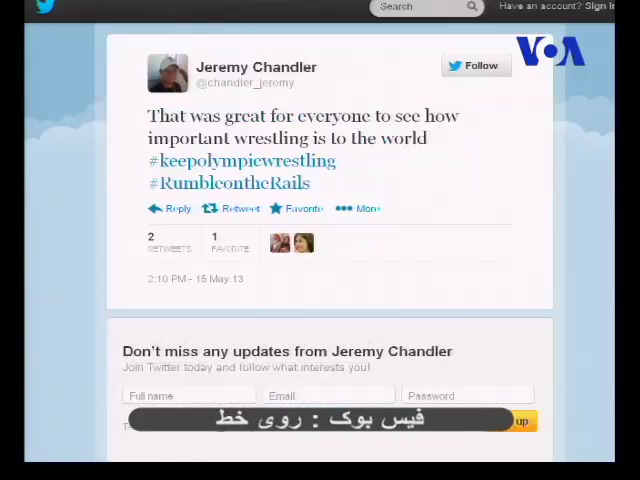 Search
Have an account? Sign in
VOA
Jeremy Chandler
@chandler_jeremy
Follow
That was great for everyone to see how
important wrestling is to the world
#keepolympicwrestling
#RumbleontheRails
Reply Retweet Favorite More
2 RETWEETS
1 FAVORITE
2:10 PM - 15 May 13
Don't miss any updates from Jeremy Chandler
Join Twitter today and follow what interests you!
Full name
Email
Password
فیس بوک : روی خط
up